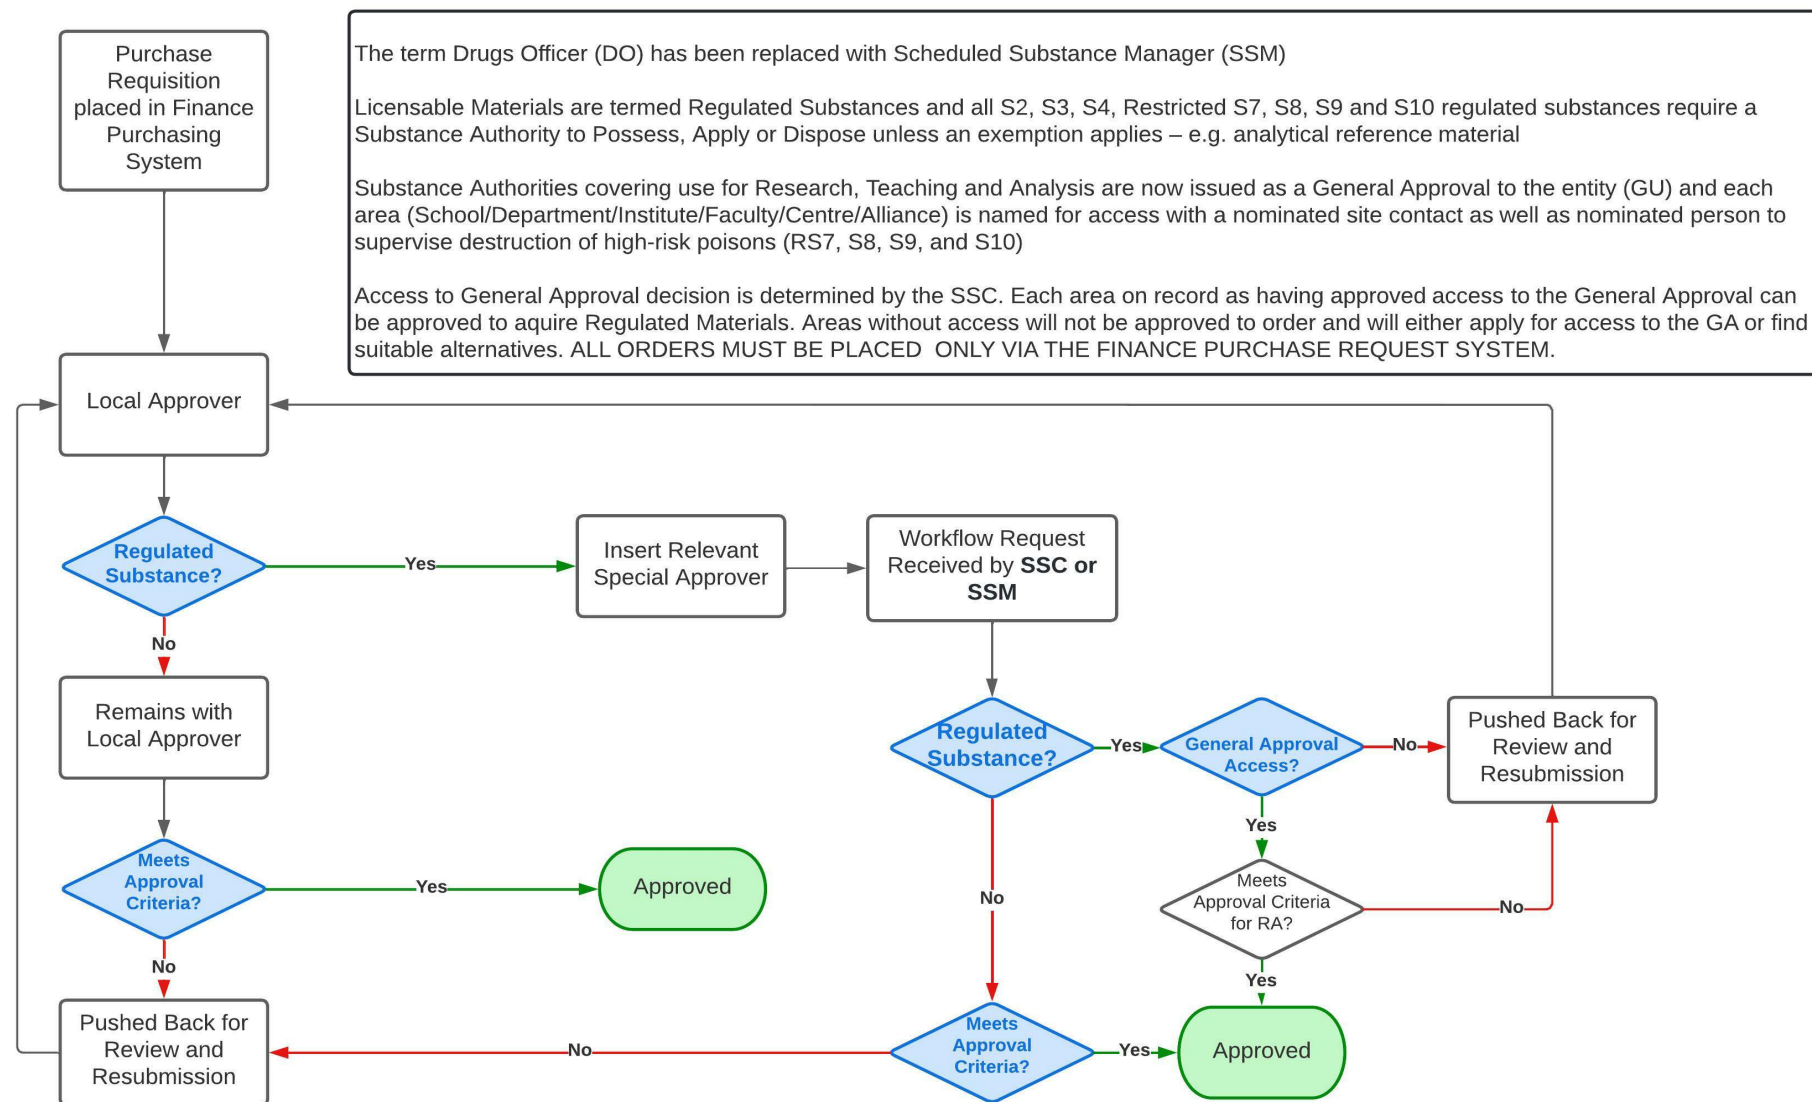 Purchase
Requisition
placed in Finance
Purchasing
System
The term Drugs Officer (DO) has been replaced with Scheduled Substance Manager (SSM)
Licensable Materials are termed Regulated Substances and all S2, S3, S4, Restricted S7, S8, S9 and S10 regulated substances require a
Substance Authority to Possess, Apply or Dispose unless an exemption applies – e.g. analytical reference material
Substance Authorities covering use for Research, Teaching and Analysis are now issued as a General Approval to the entity (GU) and each
area (School/Department/Institute/Faculty/Centre/Alliance) is named for access with a nominated site contact as well as nominated person to
supervise destruction of high-risk poisons (RS7, S8, S9, and S10)
Access to General Approval decision is determined by the SSC. Each area on record as having approved access to the General Approval can
be approved to aquire Regulated Materials. Areas without access will not be approved to order and will either apply for access to the GA or find
suitable alternatives. ALL ORDERS MUST BE PLACED  ONLY VIA THE FINANCE PURCHASE REQUEST SYSTEM.
Local Approver
Regulated
Substance?
Yes
Insert Relevant
Special Approver
Workflow Request
Received by SSC or
SSM
No
Remains with
Local Approver
Regulated
Substance?
Yes
General Approval
Access?
No
Pushed Back for
Review and
Resubmission
Yes
Meets
Approval Criteria
for RA?
No
Meets
Approval
Criteria?
Yes
Approved
No
No
Yes
Pushed Back for
Review and
Resubmission
No
Meets
Approval
Criteria?
Yes
Approved